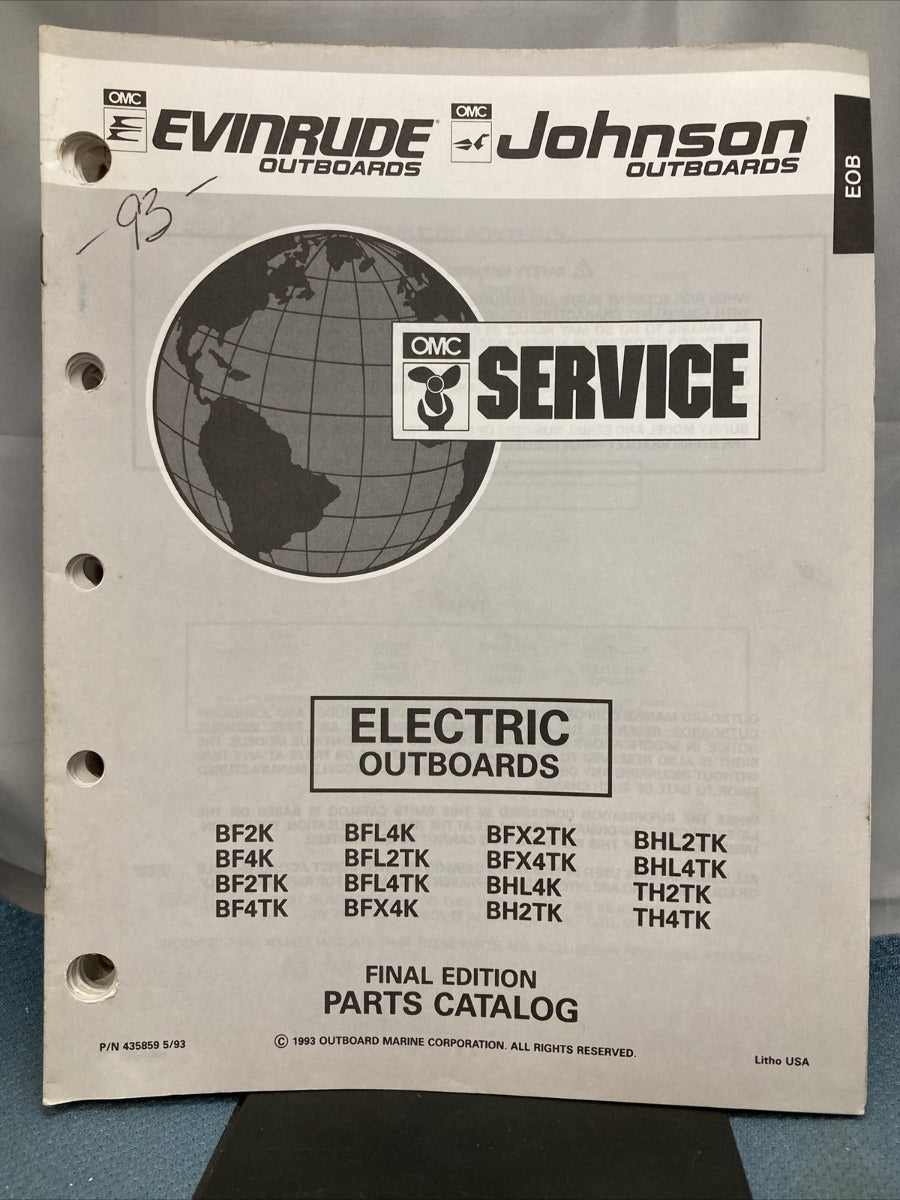 OMC EVINRUDE® OUTBOARDS
OMC Johnson® OUTBOARDS
EOB
-93-
OMC SERVICE
ELECTRIC
OUTBOARDS
BF2K BFL4K BFX2TK BHL2TK
BF4K BFL2TK BFX4TK BHL4TK
BF2TK BFL4TK BHL4K TH2TK
BF4TK BFX4K BH2TK TH4TK
FINAL EDITION
PARTS CATALOG
P/N 435859 5/93
© 1993 OUTBOARD MARINE CORPORATION. ALL RIGHTS RESERVED.
Litho USA